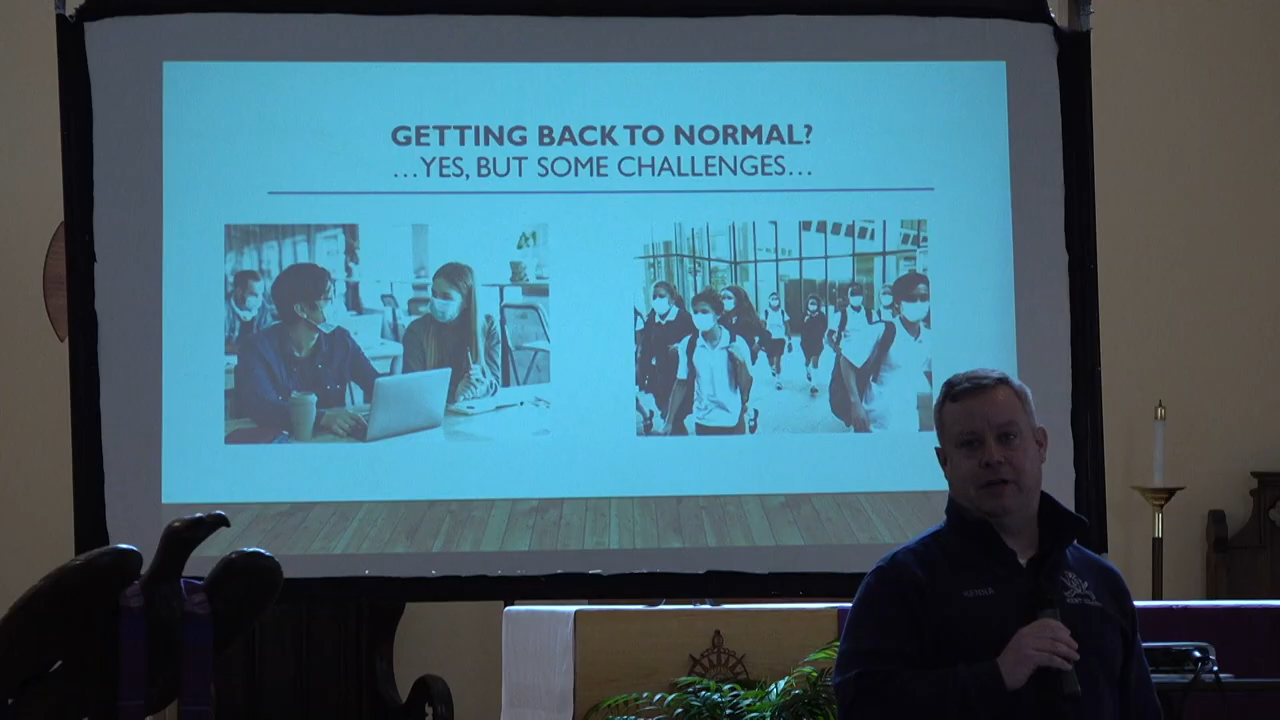 GETTING BACK TO NORMAL?
...YES, BUT SOME CHALLENGES...